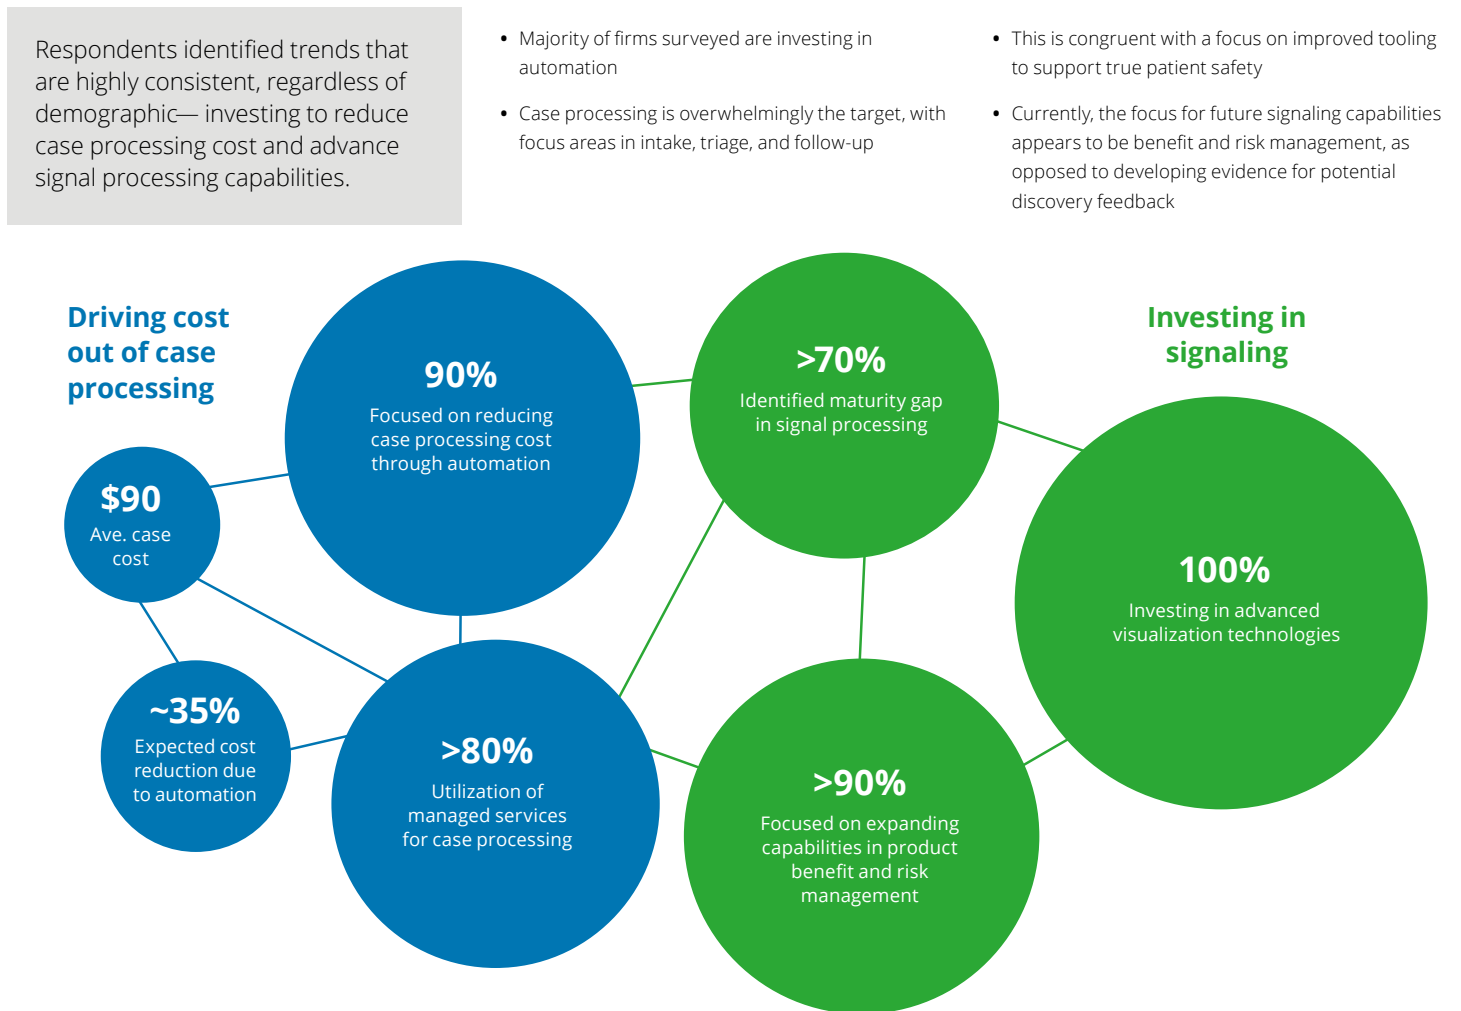 Respondents identified trends that
are highly consistent, regardless of
demographic— investing to reduce
case processing cost and advance
signal processing capabilities.
• Majority of firms surveyed are investing in
automation
• Case processing is overwhelmingly the target, with
focus areas in intake, triage, and follow-up
• This is congruent with a focus on improved tooling
to support true patient safety
• Currently, the focus for future signaling capabilities
appears to be benefit and risk management, as
opposed to developing evidence for potential
discovery feedback
Driving cost
out of case
processing
90%
Focused on reducing
case processing cost
through automation
$90
Ave. case
cost
~35%
Expected cost
reduction due
to automation
>80%
Utilization of
managed services
for case processing
>70%
Identified maturity gap
in signal processing
>90%
Focused on expanding
capabilities in product
benefit and risk
management
Investing in
signaling
100%
Investing in advanced
visualization technologies